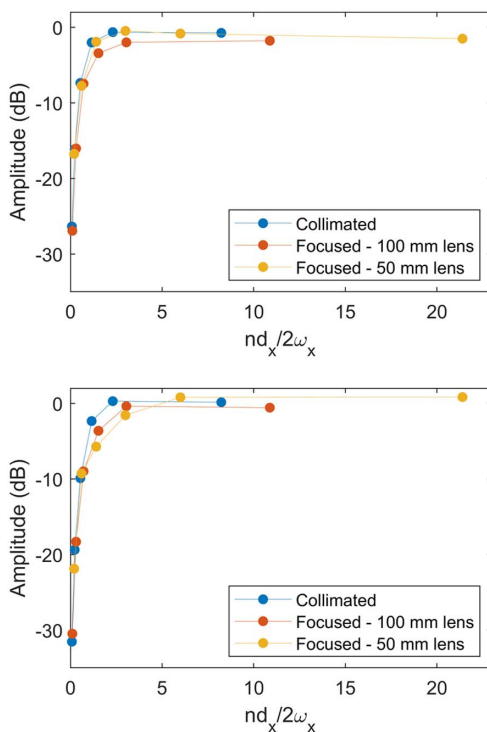 0
-10
-20
-30
Amplitude (dB)
Collimated
Focused - 100 mm lens
Focused - 50 mm lens
0 5 10 15 20
nd_x/2ω_x
0
-10
-20
-30
Amplitude (dB)
Collimated
Focused - 100 mm lens
Focused - 50 mm lens
0 5 10 15 20
nd_x/2ω_x